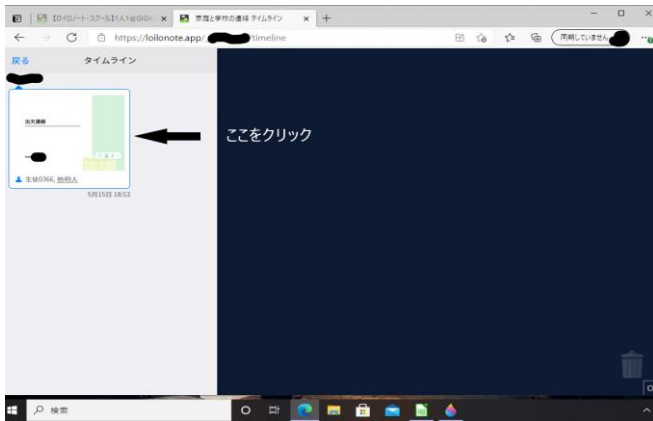 【ロイロノート・スクール】1人1台GIGA
家庭と学校の連絡 タイムライン
https://loilonote.app/
/timeline
同期していません
戻る
タイムライン
出欠連絡
生徒0366, 他49人
5月15日 18:53
ここをクリック
検索